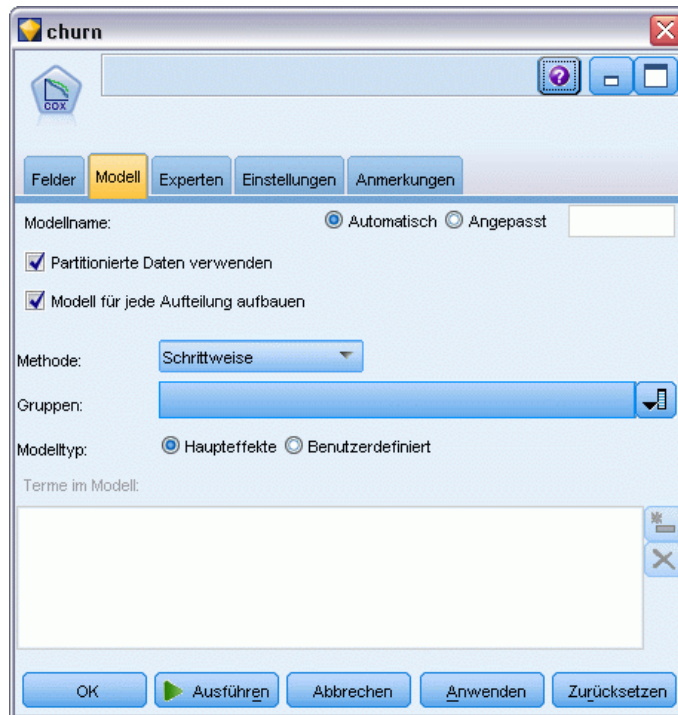 churn
COX
Felder Modell Experten Einstellungen Anmerkungen
Modellname: Automatisch Angepasst
Partitionierte Daten verwenden
Modell für jede Aufteilung aufbauen
Methode: Schrittweise
Gruppen:
Modelltyp: Haupteffekte Benutzerdefiniert
Terme im Modell:
OK Ausführen Abbrechen Anwenden Zurücksetzen